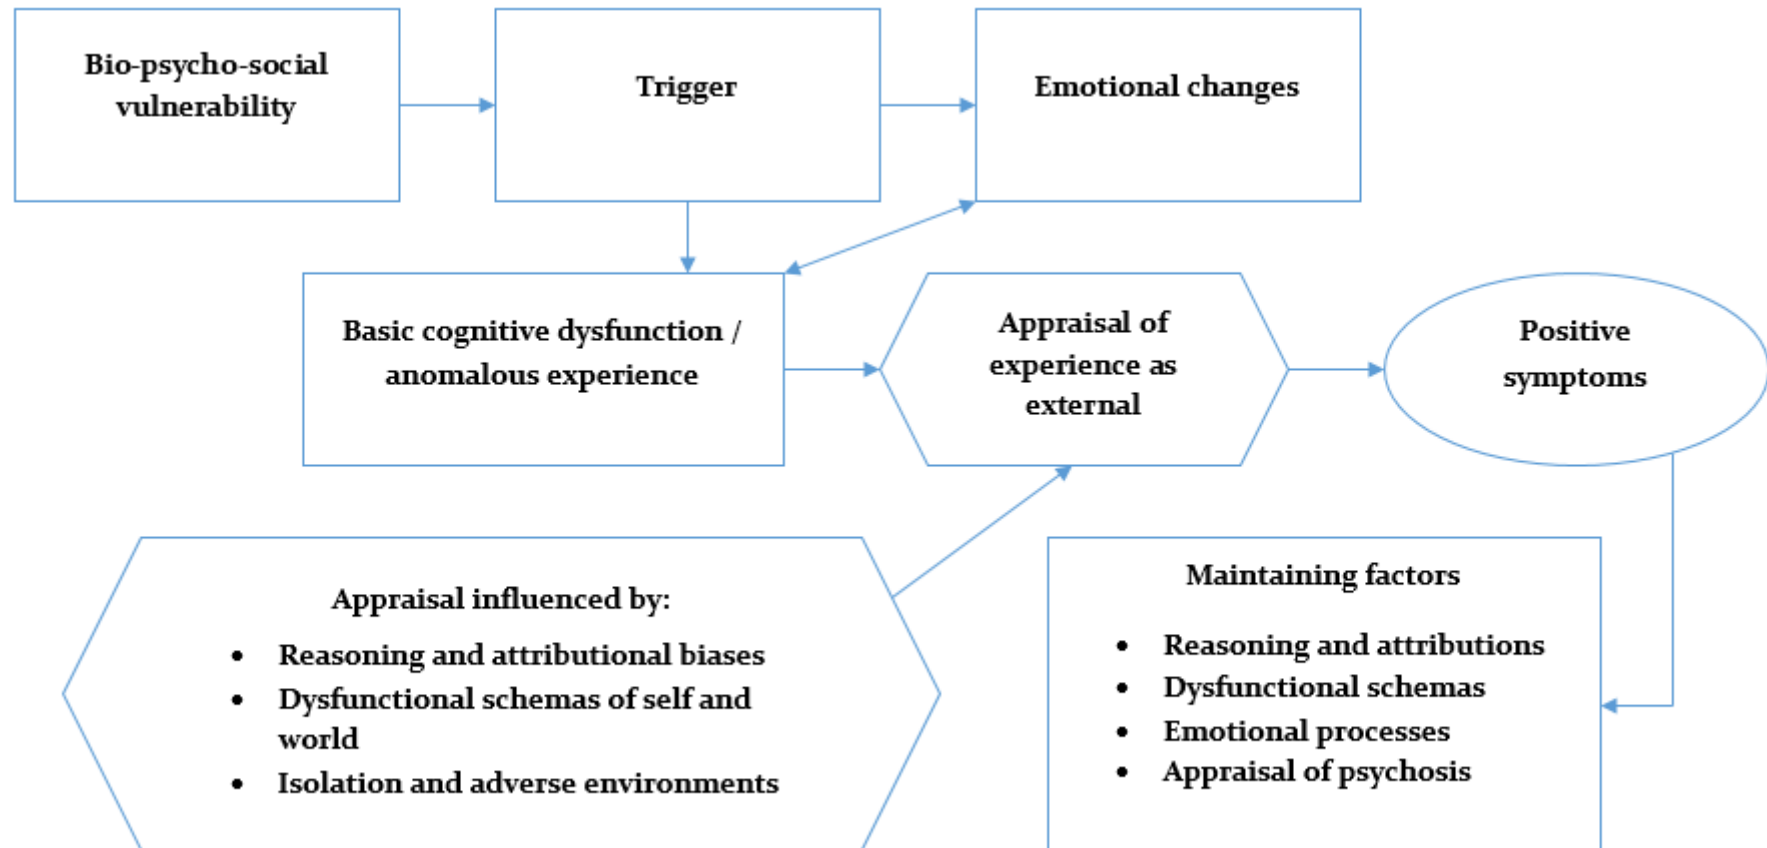 Bio-psycho-social
vulnerability
Trigger
Emotional changes
Basic cognitive dysfunction /
anomalous experience
Appraisal of
experience as
external
Positive
symptoms
Appraisal influenced by:
• Reasoning and attributional biases
• Dysfunctional schemas of self and
world
• Isolation and adverse environments
Maintaining factors
• Reasoning and attributions
• Dysfunctional schemas
• Emotional processes
• Appraisal of psychosis